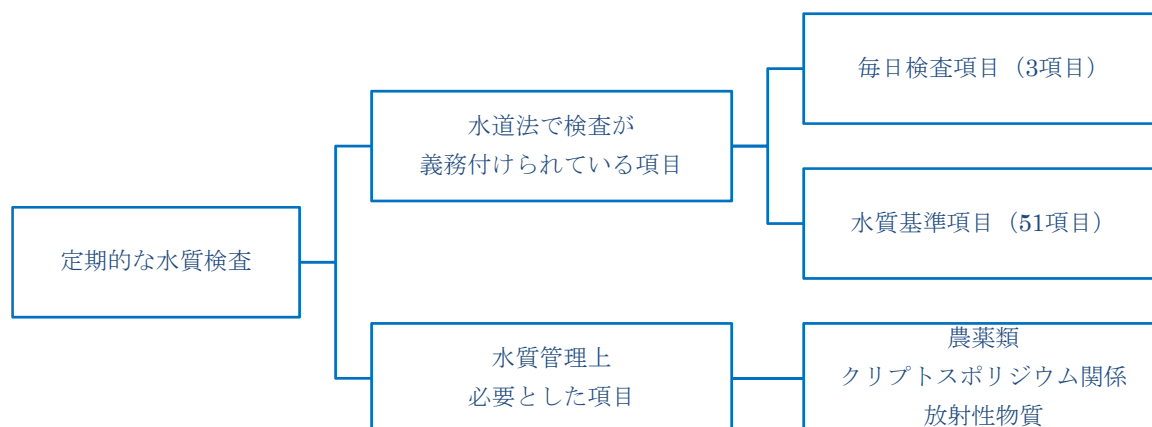 定期的な水質検査
水道法で検査が
義務付けられている項目
毎日検査項目（3項目）
水質基準項目（51項目）
水質管理上
必要とした項目
農薬類
クリプトスポリジウム関係
放射性物質